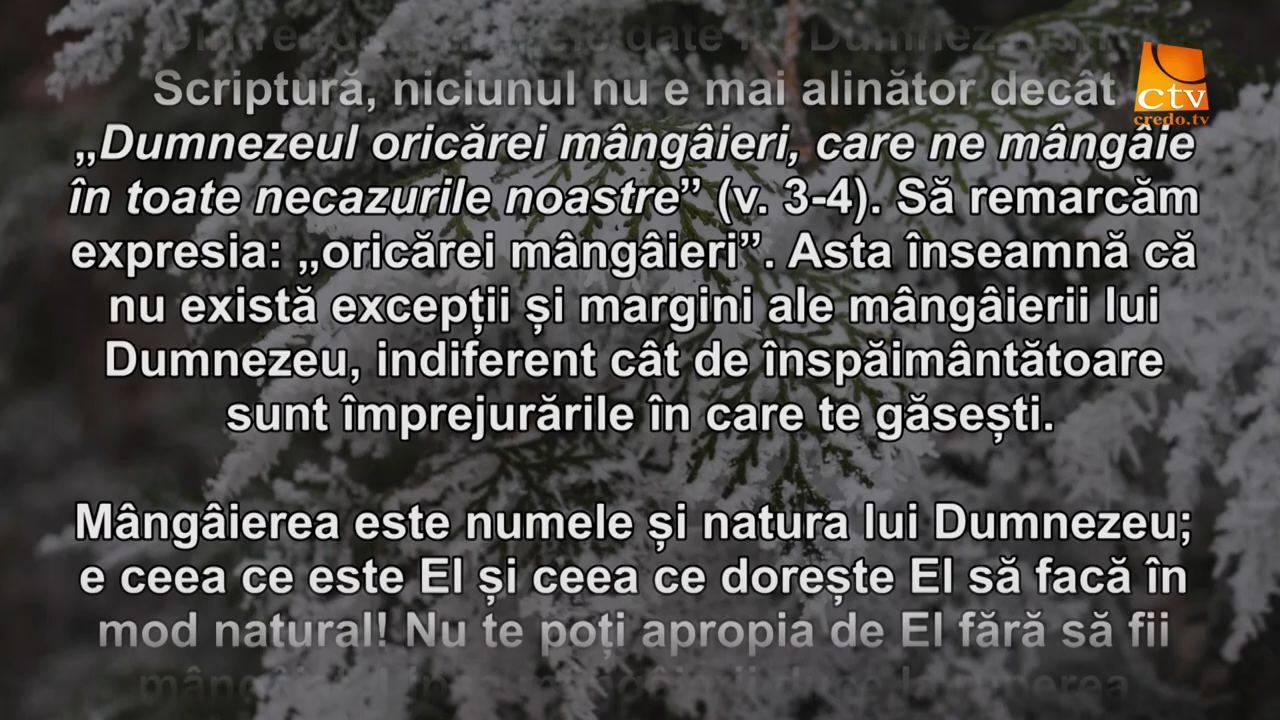 Scriptură, niciunul nu e mai alinător decât
„Dumnezeul oricărei mângâieri, care ne mângâie
în toate necazurile noastre” (v. 3-4). Să remarcăm
expresia: „oricărei mângâieri”. Asta înseamnă că
nu există excepții și margini ale mângâierii lui
Dumnezeu, indiferent cât de înspăimântătoare
sunt împrejurările în care te găsești.
Mângâierea este numele și natura lui Dumnezeu;
e ceea ce este El și ceea ce dorește El să facă în
mod natural! Nu te poți apropia de El fără să fii
ctv
credo.tv